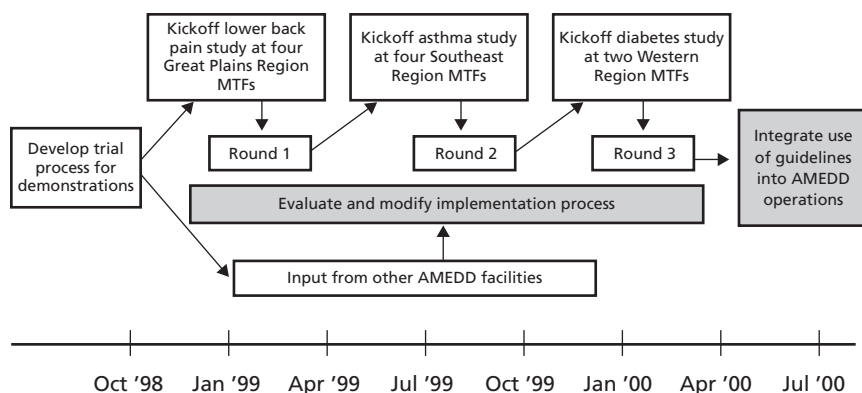 Kickoff lower back
pain study at four
Great Plains Region
MTFs
Kickoff asthma study
at four Southeast
Region MTFs
Kickoff diabetes study
at two Western
Region MTFs
Develop trial
process for
demonstrations
Round 1
Round 2
Round 3
Integrate use
of guidelines
into AMEDD
operations
Evaluate and modify implementation process
Input from other AMEDD facilities
Oct '98 Jan '99 Apr '99 Jul '99 Oct '99 Jan '00 Apr '00 Jul '00